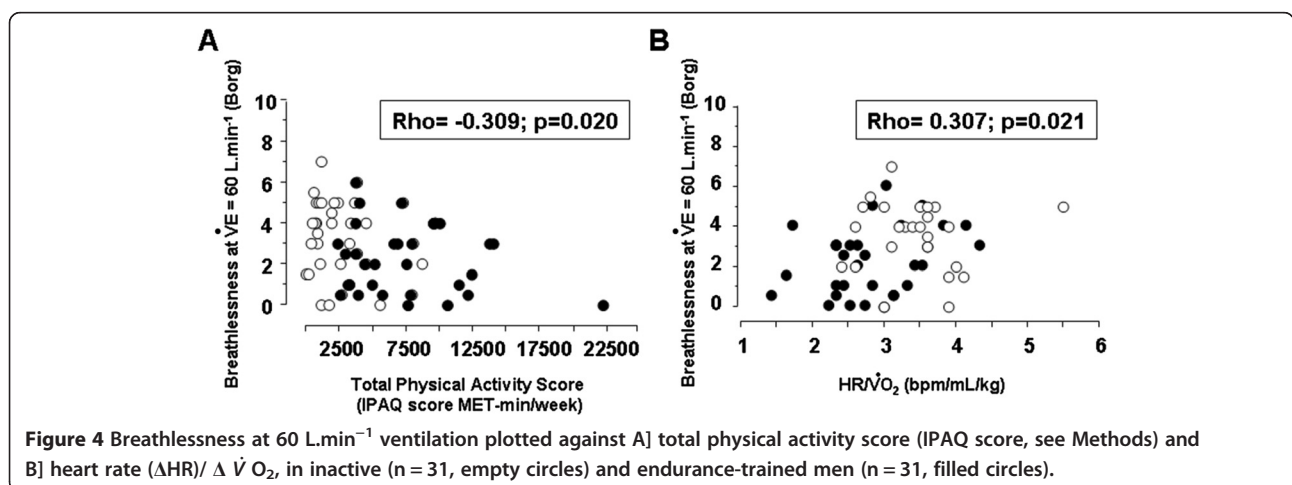 A
B
Breathlessness at V̇E = 60 L.min⁻¹ (Borg)
10
8
6
4
2
0
Rho= -0.309; p=0.020
2500 7500 12500 17500 22500
Total Physical Activity Score
(IPAQ score MET-min/week)
Breathlessness at V̇E = 60 L.min⁻¹ (Borg)
10
8
6
4
2
0
Rho= 0.307; p=0.021
1 2 3 4 5 6
HR/V̇O₂ (bpm/mL/kg)
Figure 4 Breathlessness at 60 L.min⁻¹ ventilation plotted against A] total physical activity score (IPAQ score, see Methods) and
B] heart rate (ΔHR)/ Δ V̇ O₂, in inactive (n = 31, empty circles) and endurance-trained men (n = 31, filled circles).